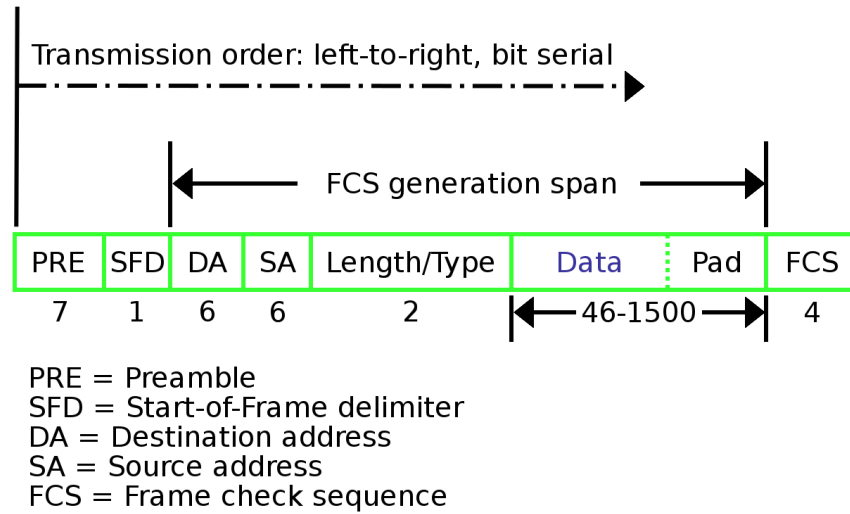 Transmission order: left-to-right, bit serial
FCS generation span
PRE SFD DA SA Length/Type Data Pad FCS
7 1 6 6 2 46-1500 4
PRE = Preamble
SFD = Start-of-Frame delimiter
DA = Destination address
SA = Source address
FCS = Frame check sequence